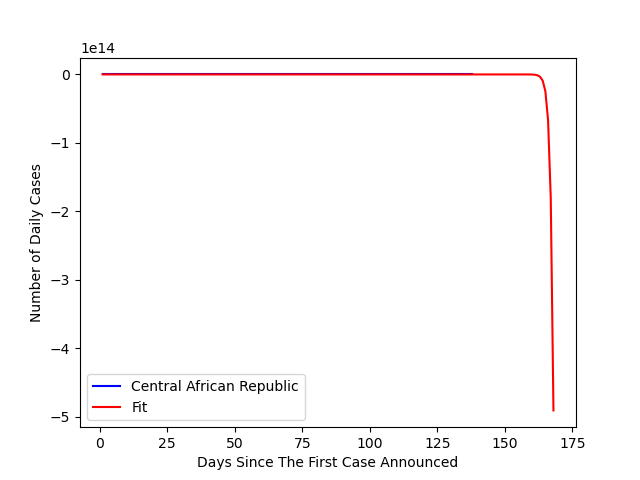 1e14
0
−1
−2
−3
−4
−5
Number of Daily Cases
0 25 50 75 100 125 150 175
Days Since The First Case Announced
Central African Republic
Fit